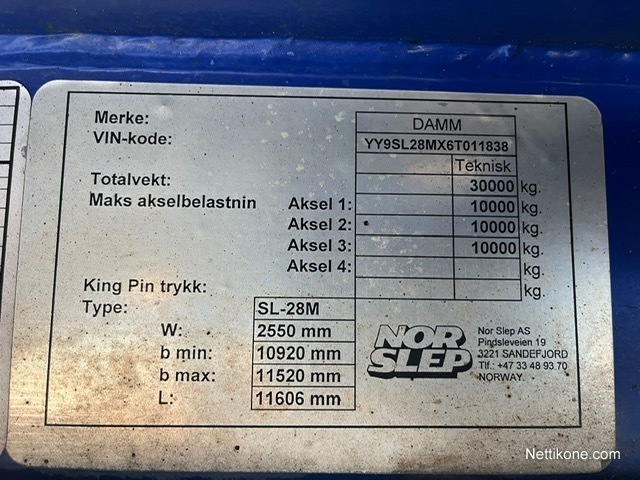 Merke: DAMM
VIN-kode: YY9SL28MX6T011838
Teknisk
Totalvekt: 30000 kg.
Maks akselbelastnin Aksel 1: 10000 kg.
Aksel 2: 10000 kg.
Aksel 3: 10000 kg.
Aksel 4: kg.
King Pin trykk: kg.
Type: SL-28M
W: 2550 mm
b min: 10920 mm
b max: 11520 mm
L: 11606 mm
NOR
SLEP
Nor Slep AS
Pindsleveien 19
3221 SANDEFJORD
Tlf.: +47 33 48 93 70
NORWAY
Nettikone.com